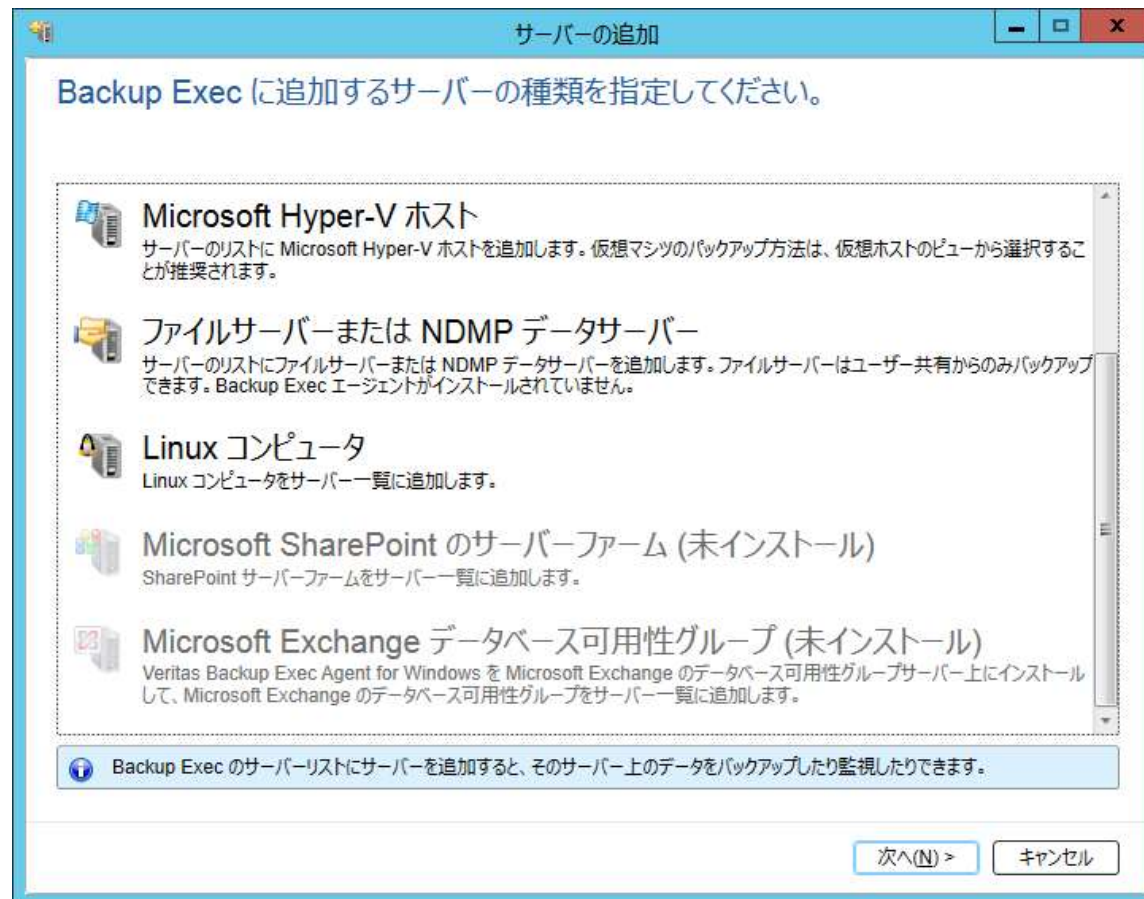 サーバーの追加
Backup Exec に追加するサーバーの種類を指定してください。
Microsoft Hyper-V ホスト
サーバーのリストに Microsoft Hyper-V ホストを追加します。仮想マシンのバックアップ方法は、仮想ホストのビューから選択するこ
とが推奨されます。
ファイルサーバーまたは NDMP データサーバー
サーバーのリストにファイルサーバーまたは NDMP データサーバーを追加します。ファイルサーバーはユーザー共有からのみバックアップ
できます。Backup Exec エージェントがインストールされていません。
Linux コンピュータ
Linux コンピュータをサーバー一覧に追加します。
Microsoft SharePoint のサーバーファーム (未インストール)
SharePoint サーバーファームをサーバー一覧に追加します。
Microsoft Exchange データベース可用性グループ (未インストール)
Veritas Backup Exec Agent for Windows を Microsoft Exchange のデータベース可用性グループサーバー上にインストール
して、Microsoft Exchange のデータベース可用性グループをサーバー一覧に追加します。
Backup Exec のサーバーリストにサーバーを追加すると、そのサーバー上のデータをバックアップしたり監視したりできます。
次へ(N) >
キャンセル